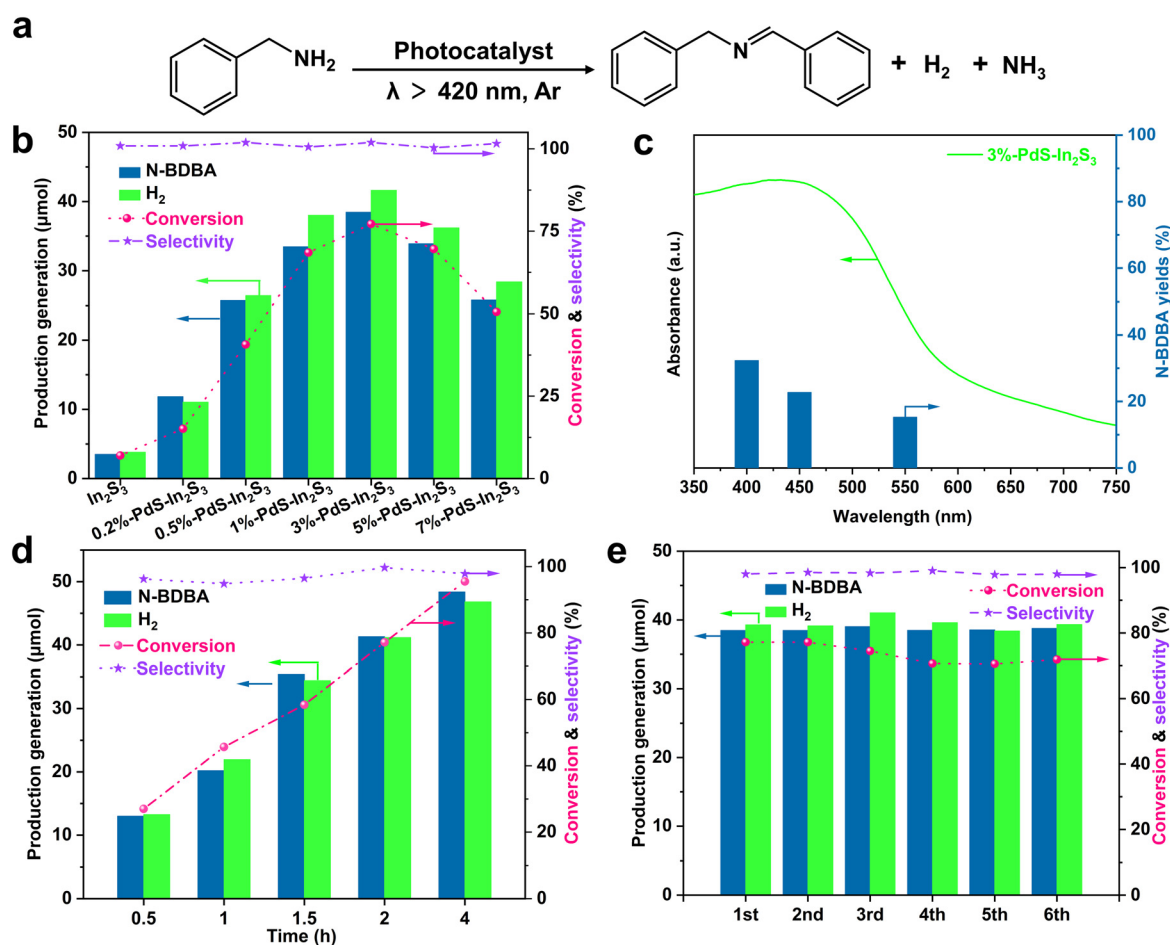 a
NH2
Photocatalyst
λ > 420 nm, Ar
N
+ H2 + NH3
b
Production generation (μmol)
50
40
30
20
10
0
N-BDBA
H2
Conversion
Selectivity
100
75
50
25
0
Conversion & selectivity (%)
In2S3
0.2%-PdS-In2S3
0.5%-PdS-In2S3
1%-PdS-In2S3
3%-PdS-In2S3
5%-PdS-In2S3
7%-PdS-In2S3
c
Absorbance (a.u.)
3%-PdS-In2S3
100
80
60
40
20
0
N-BDBA yields (%)
350 400 450 500 550 600 650 700 750
Wavelength (nm)
d
Production generation (μmol)
50
40
30
20
10
0
N-BDBA
H2
Conversion
Selectivity
100
80
60
40
20
0
Conversion & selectivity (%)
0.5 1 1.5 2 4
Time (h)
e
Production generation (μmol)
50
40
30
20
10
0
N-BDBA
H2
Conversion
Selectivity
100
80
60
40
20
0
Conversion & selectivity (%)
1st 2nd 3rd 4th 5th 6th